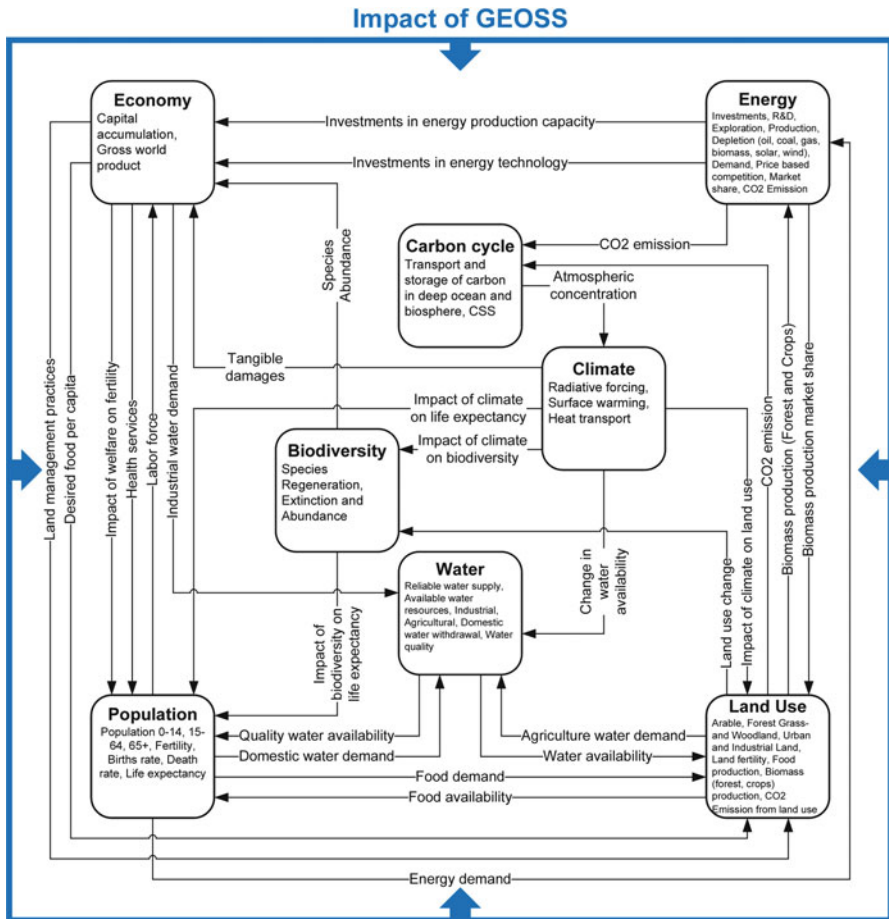 Impact of GEOSS
Economy
Capital
accumulation,
Gross world
product
Energy
Investments, R&D,
Exploration, Production,
Depletion (oil, coal, gas,
biomass, solar, wind),
Demand, Price based
competition, Market
share, CO2 Emission
Investments in energy production capacity
Investments in energy technology
Species
Abundance
Carbon cycle
Transport and
storage of carbon
in deep ocean and
biosphere, CSS
CO2 emission
Atmospheric
concentration
Tangible
damages
Climate
Radiative forcing,
Surface warming,
Heat transport
Impact of climate
on life expectancy
Impact of climate
on biodiversity
Biodiversity
Species
Regeneration,
Extinction and
Abundance
Land management practices
Desired food per capita
Impact of welfare on fertility
Health services
Labor force
Industrial water demand
Water
Reliable water supply,
Available water
resources, Industrial,
Agricultural, Domestic
water withdrawal, Water
quality
Change in
water
availability
Land use change
Impact of climate on land use
CO2 emission
Biomass production (Forest and Crops)
Biomass production market share
Impact of
biodiversity on
life expectancy
Population
Population 0-14, 15-
64, 65+, Fertility,
Births rate, Death
rate, Life expectancy
Quality water availability
Domestic water demand
Agriculture water demand
Water availability
Food demand
Food availability
Land Use
Arable, Forest Grass-
and Woodland, Urban
and Industrial Land,
Land fertility, Food
production, Biomass
(forest, crops)
production, CO2
Emission from land use
Energy demand